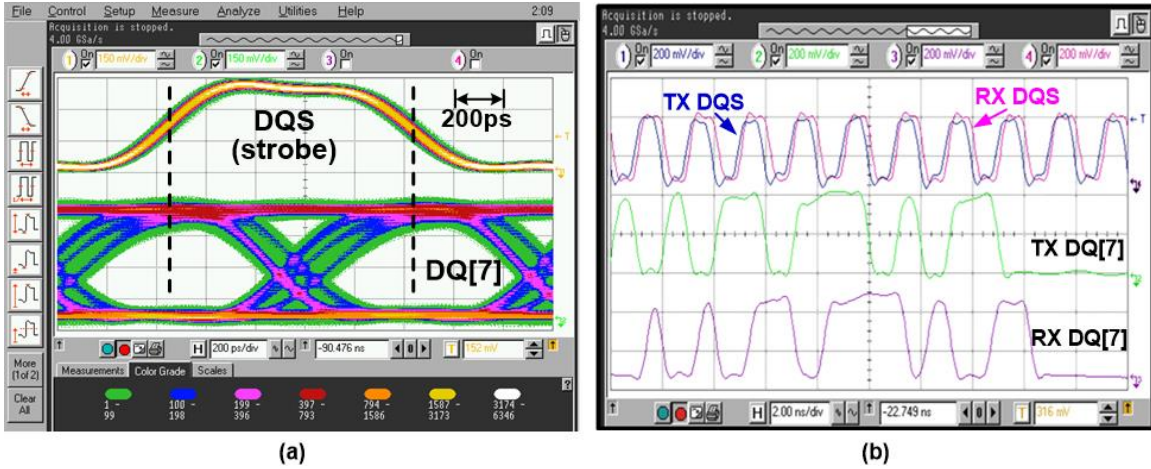 File Control Setup Measure Analyze Utilities Help 2:09
Acquisition is stopped.
4.00 GSa/s
1 On 150 mV/div 2 On 150 mV/div 3 On 4 On
DQS
(strobe)
200ps
T
DQ[7]
More
(1of 2)
Clear
All
H 200 ps/div -90.476 ns 0 T 152 mV
Measurements Color Grade Scales
?
1 - 100 - 199 - 397 - 794 - 1587 - 3174 -
99 198 396 793 1586 3173 6346
(a)
Acquisition is stopped.
4.00 GSa/s
1 On 200 mV/div 2 On 200 mV/div 3 On 200 mV/div 4 On 200 mV/div
TX DQS
RX DQS
T
TX DQ[7]
RX DQ[7]
H 2.00 ns/div -22.749 ns 0 T 316 mV
(b)